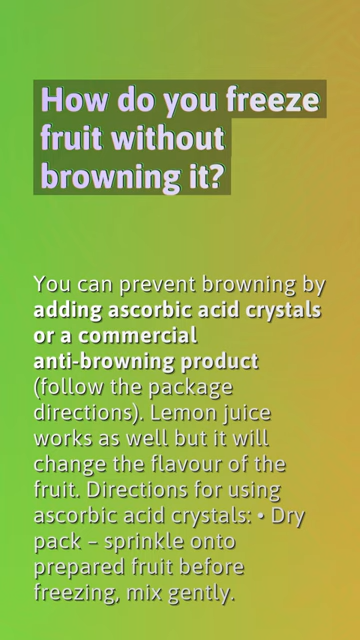 How do you freeze
fruit without
browning it?
You can prevent browning by
adding ascorbic acid crystals
or a commercial
anti-browning product
(follow the package
directions). Lemon juice
works as well but it will
change the flavour of the
fruit. Directions for using
ascorbic acid crystals: • Dry
pack – sprinkle onto
prepared fruit before
freezing, mix gently.